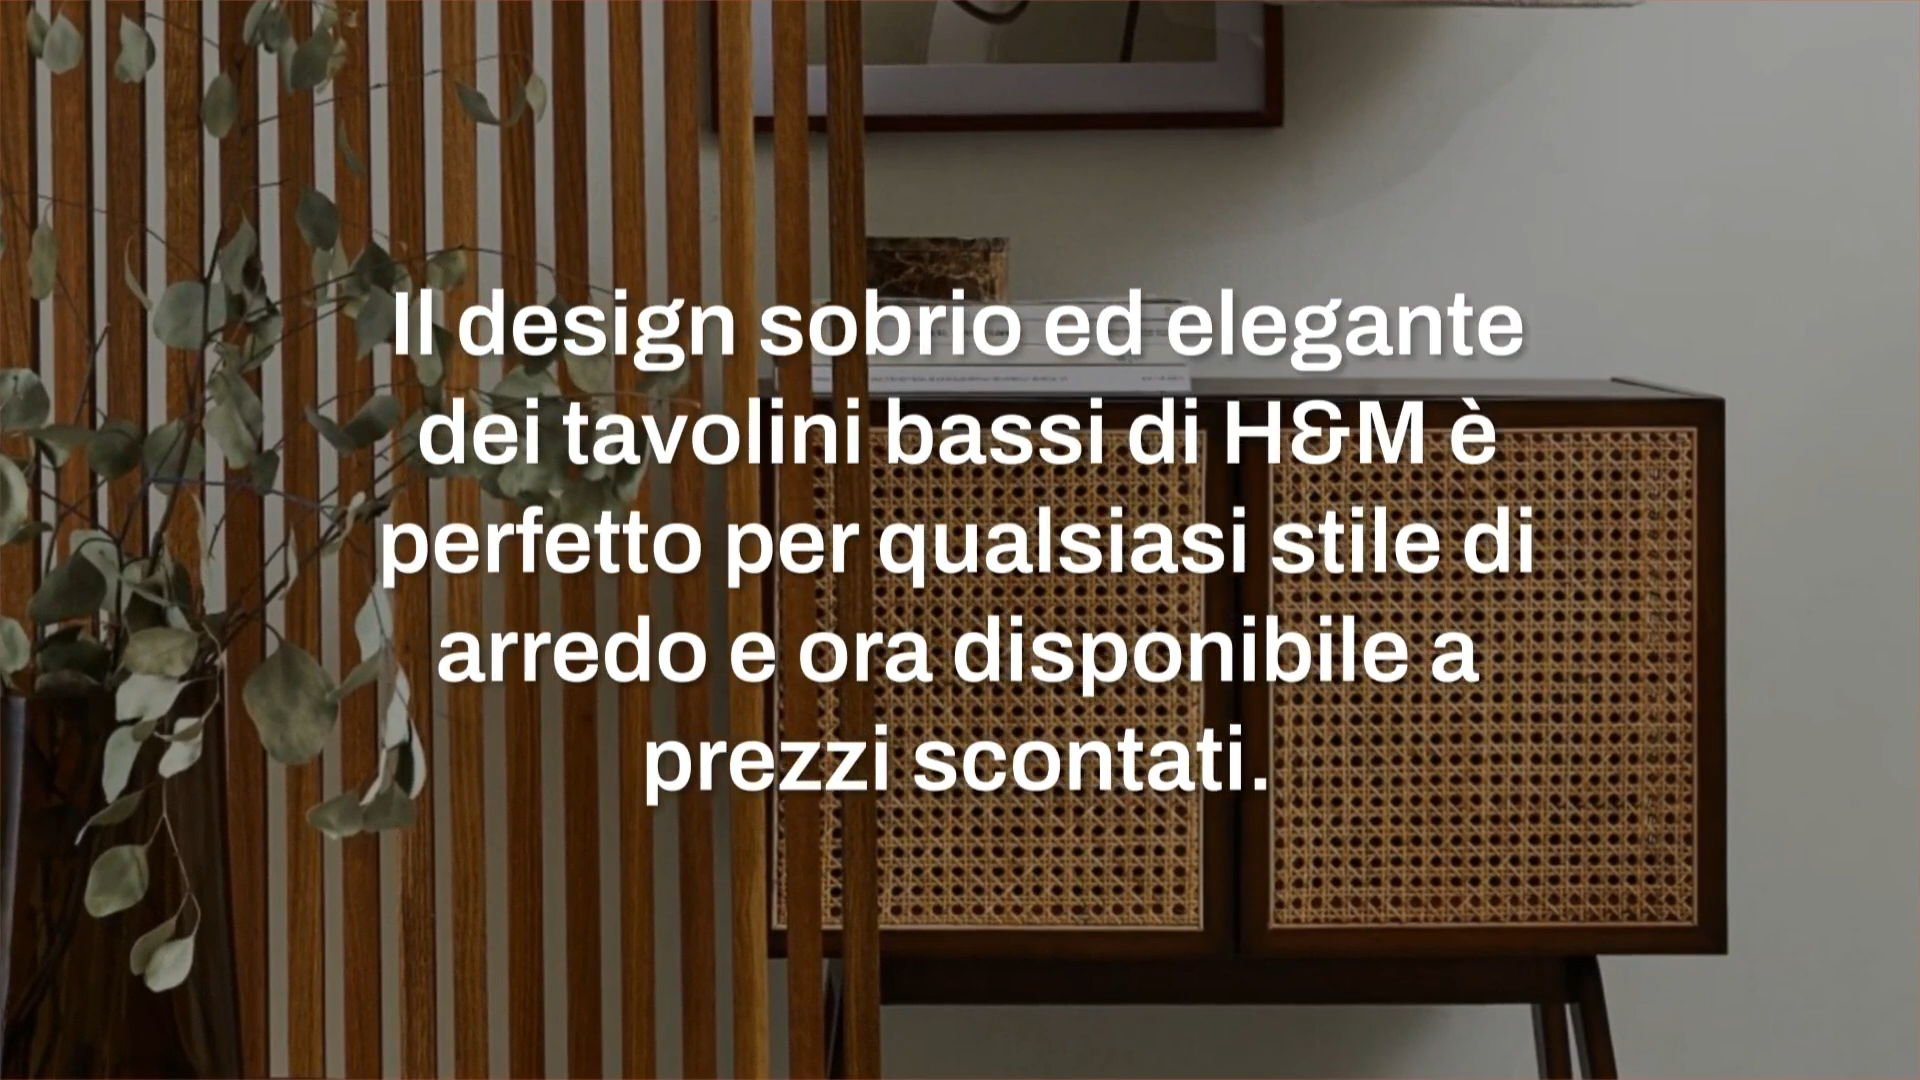 Il design sobrio ed elegante
dei tavolini bassi di H&M è
perfetto per qualsiasi stile di
arredo e ora disponibile a
prezzi scontati.